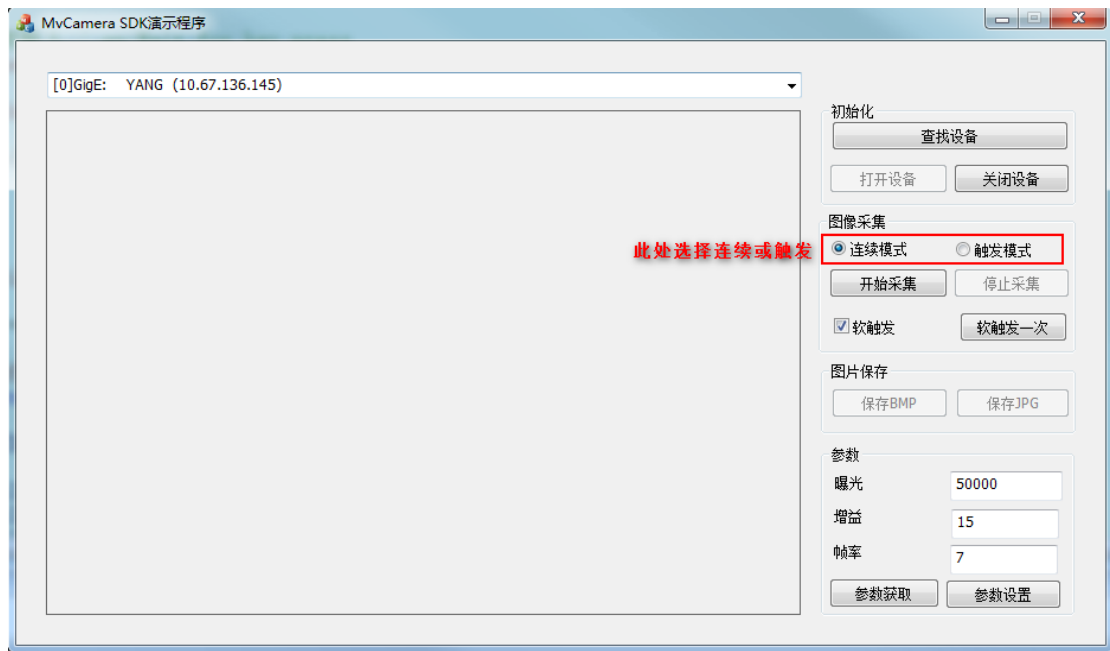 MvCamera SDK演示程序
[0]GigE: YANG (10.67.136.145)
初始化
查找设备
打开设备 关闭设备
图像采集
此处选择连续或触发 连续模式 触发模式
开始采集 停止采集
软触发 软触发一次
图片保存
保存BMP 保存JPG
参数
曝光 50000
增益 15
帧率 7
参数获取 参数设置